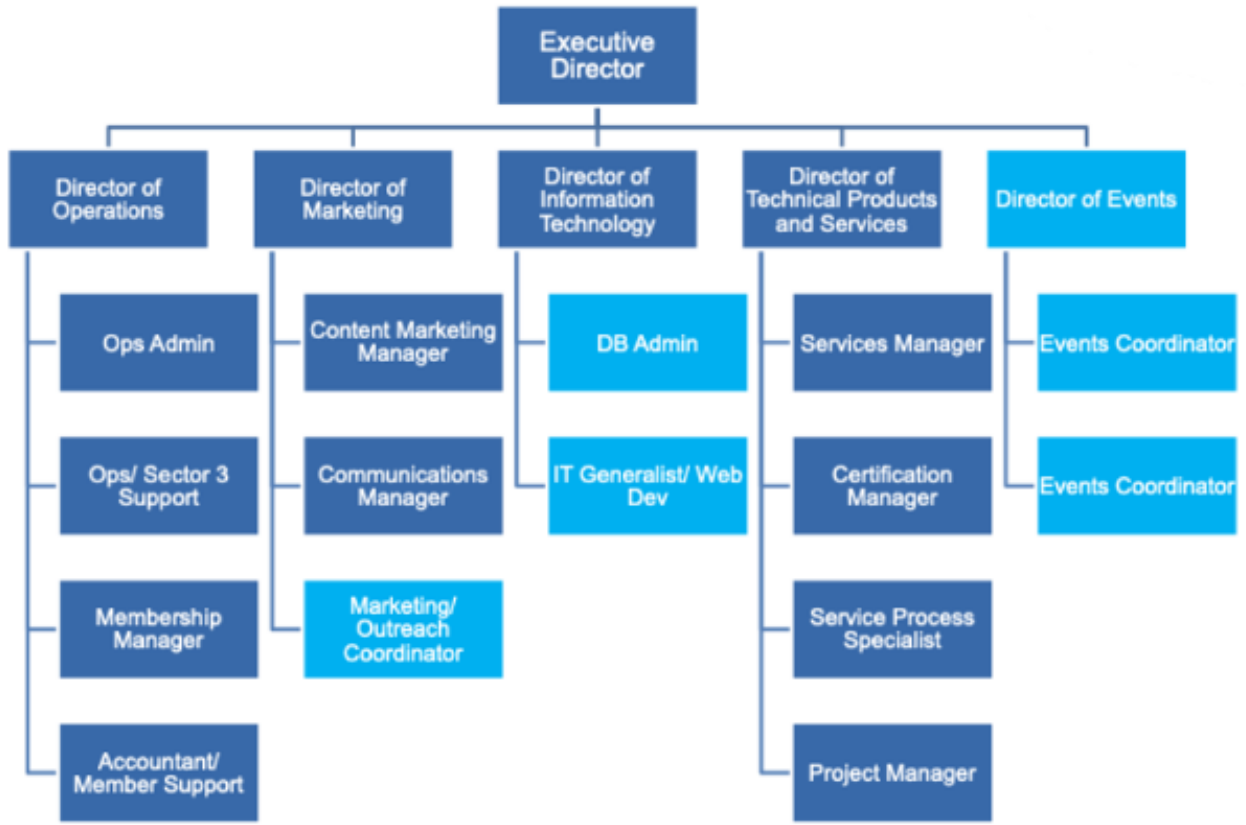 Executive
Director
Director of
Operations
Director of
Marketing
Director of
Information
Technology
Director of
Technical Products
and Services
Director of Events
Ops Admin
Content Marketing
Manager
DB Admin
Services Manager
Events Coordinator
Ops/ Sector 3
Support
Communications
Manager
IT Generalist/ Web
Dev
Certification
Manager
Events Coordinator
Membership
Manager
Marketing/
Outreach
Coordinator
Service Process
Specialist
Accountant/
Member Support
Project Manager